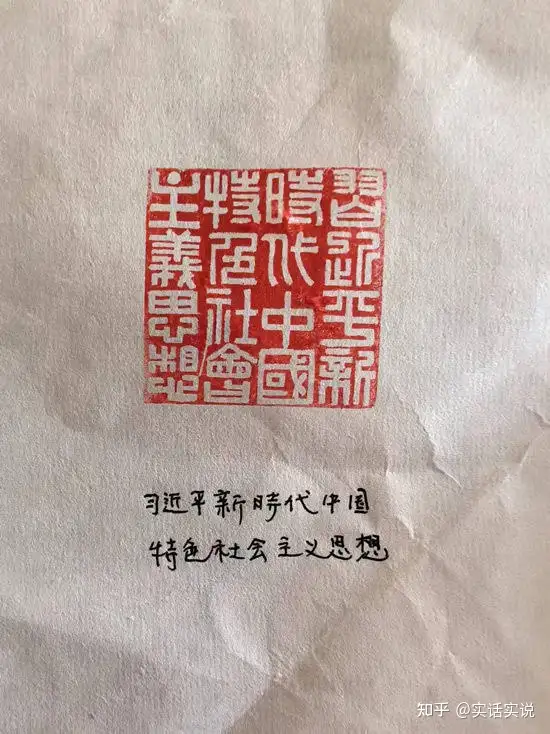 習近平新
時代中國
特色社會
主義思想
习近平新時代中国
特色社会主义思想
知乎 @实话实说